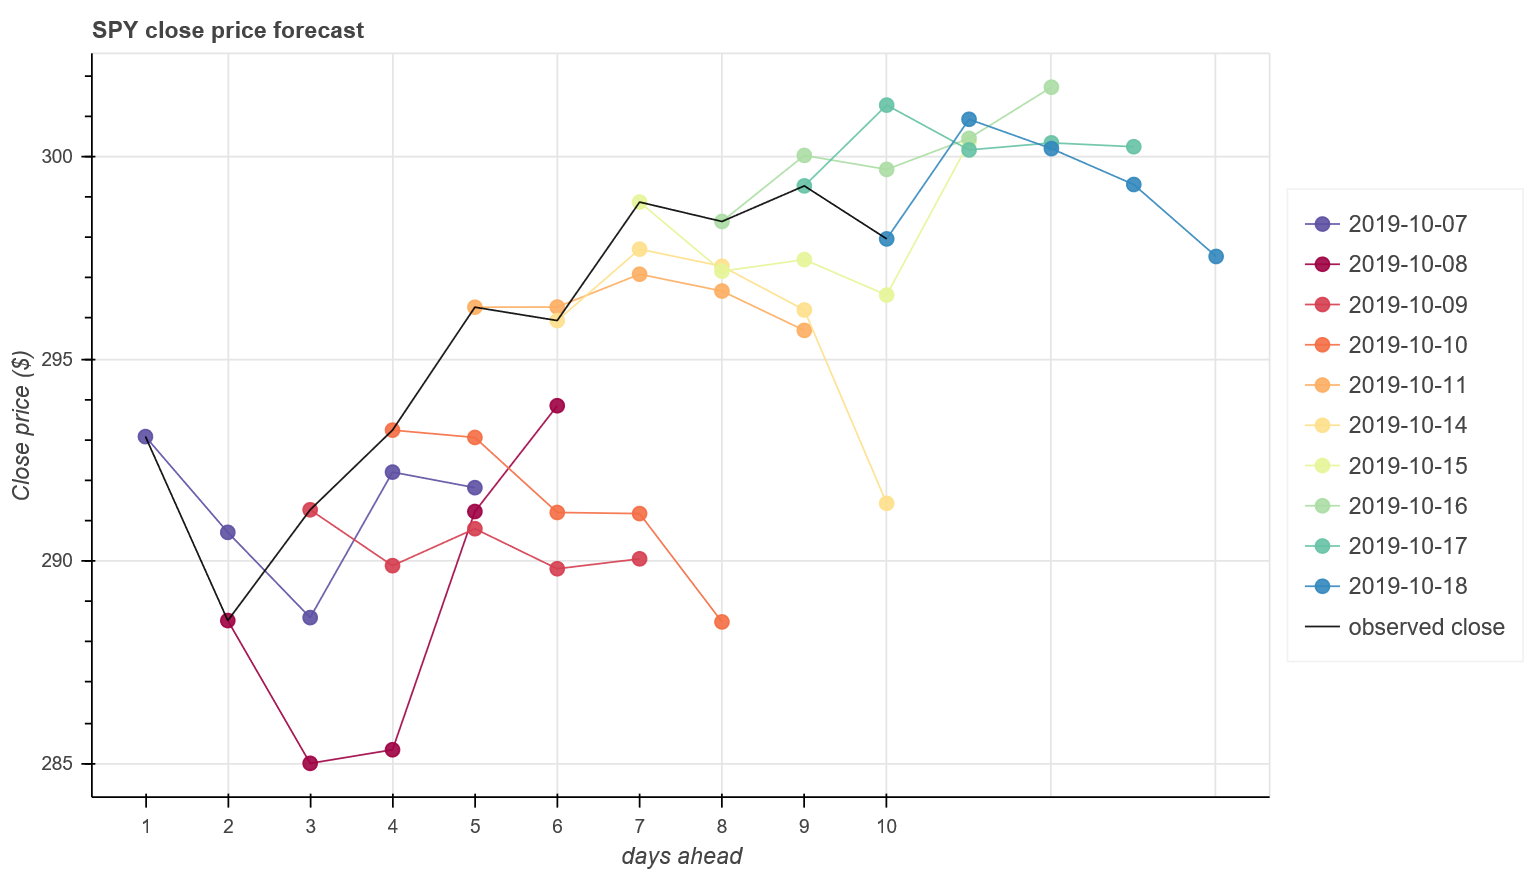 SPY close price forecast
Close price ($)
300
295
290
285
1 2 3 4 5 6 7 8 9 10
days ahead
2019-10-07
2019-10-08
2019-10-09
2019-10-10
2019-10-11
2019-10-14
2019-10-15
2019-10-16
2019-10-17
2019-10-18
observed close